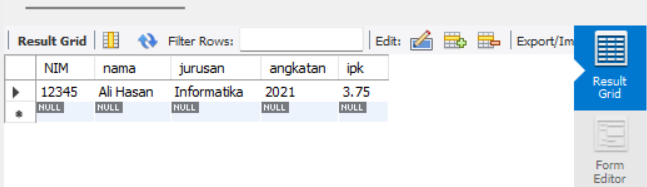 Result Grid Filter Rows: Edit: Export/Im
NIM nama jurusan angkatan ipk
12345 Ali Hasan Informatika 2021 3.75
NULL NULL NULL NULL NULL
Result
Grid
Form
Editor